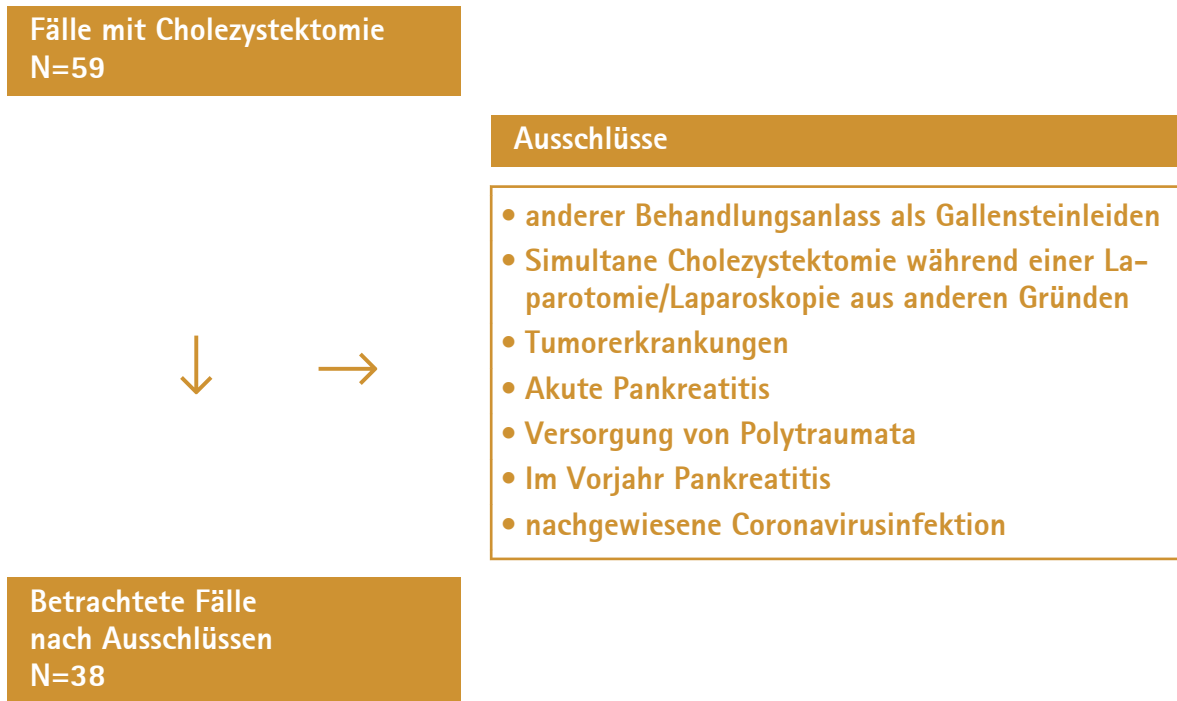 Fälle mit Cholezystektomie
N=59
Ausschlüsse
• anderer Behandlungsanlass als Gallensteinleiden
• Simultane Cholezystektomie während einer La-
parotomie/Laparoskopie aus anderen Gründen
• Tumorerkrankungen
• Akute Pankreatitis
• Versorgung von Polytraumata
• Im Vorjahr Pankreatitis
• nachgewiesene Coronavirusinfektion
Betrachtete Fälle
nach Ausschlüssen
N=38